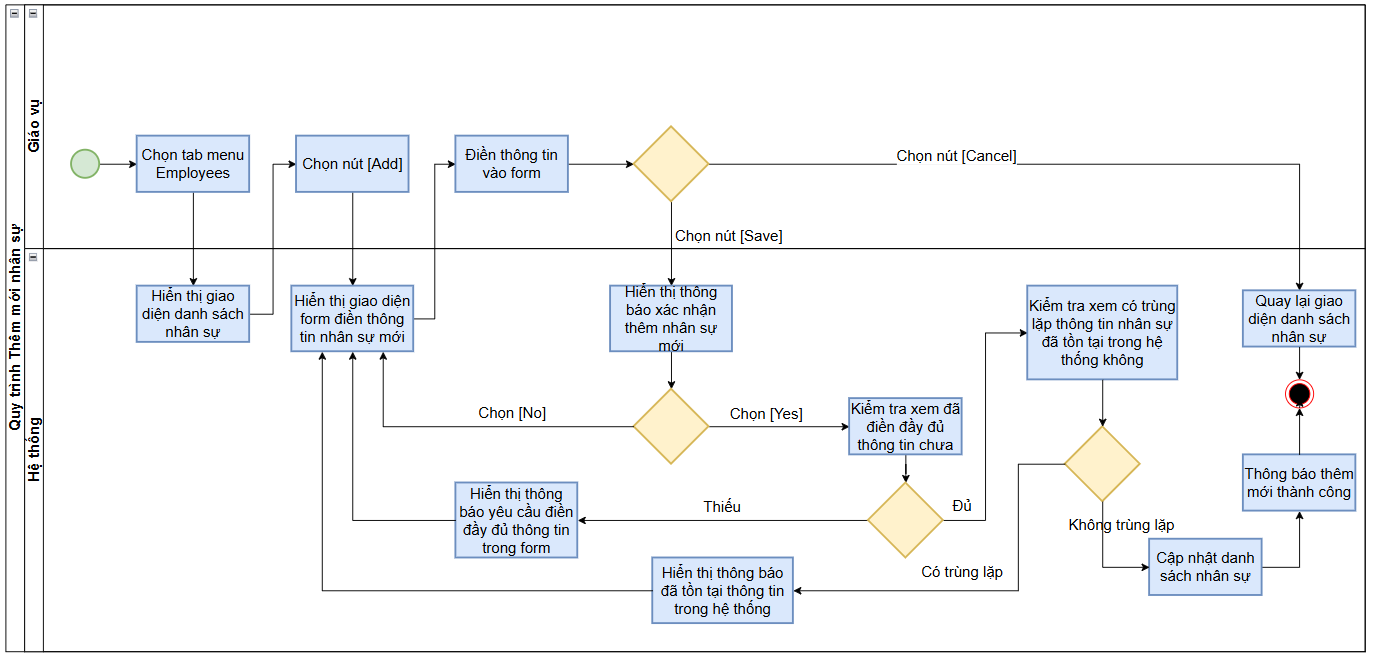 Quy trình Thêm mới nhân sự
Giáo vụ
Chọn tab menu
Employees
Chọn nút [Add]
Điền thông tin
vào form
Chọn nút [Cancel]
Chọn nút [Save]
Hệ thống
Hiển thị giao
diện danh sách
nhân sự
Hiển thị giao diện
form điền thông
tin nhân sự mới
Hiển thị thông
báo xác nhận
thêm nhân sự
mới
Kiểm tra xem có trùng
lặp thông tin nhân sự
đã tồn tại trong hệ
thống không
Quay lại giao
diện danh sách
nhân sự
Chọn [No]
Chọn [Yes]
Kiểm tra xem đã
điền đầy đủ
thông tin chưa
Thiếu
Đủ
Hiển thị thông
báo yêu cầu điền
đầy đủ thông tin
trong form
Không trùng lặp
Thông báo thêm
mới thành công
Có trùng lặp
Cập nhật danh
sách nhân sự
Hiển thị thông báo
đã tồn tại thông tin
trong hệ thống